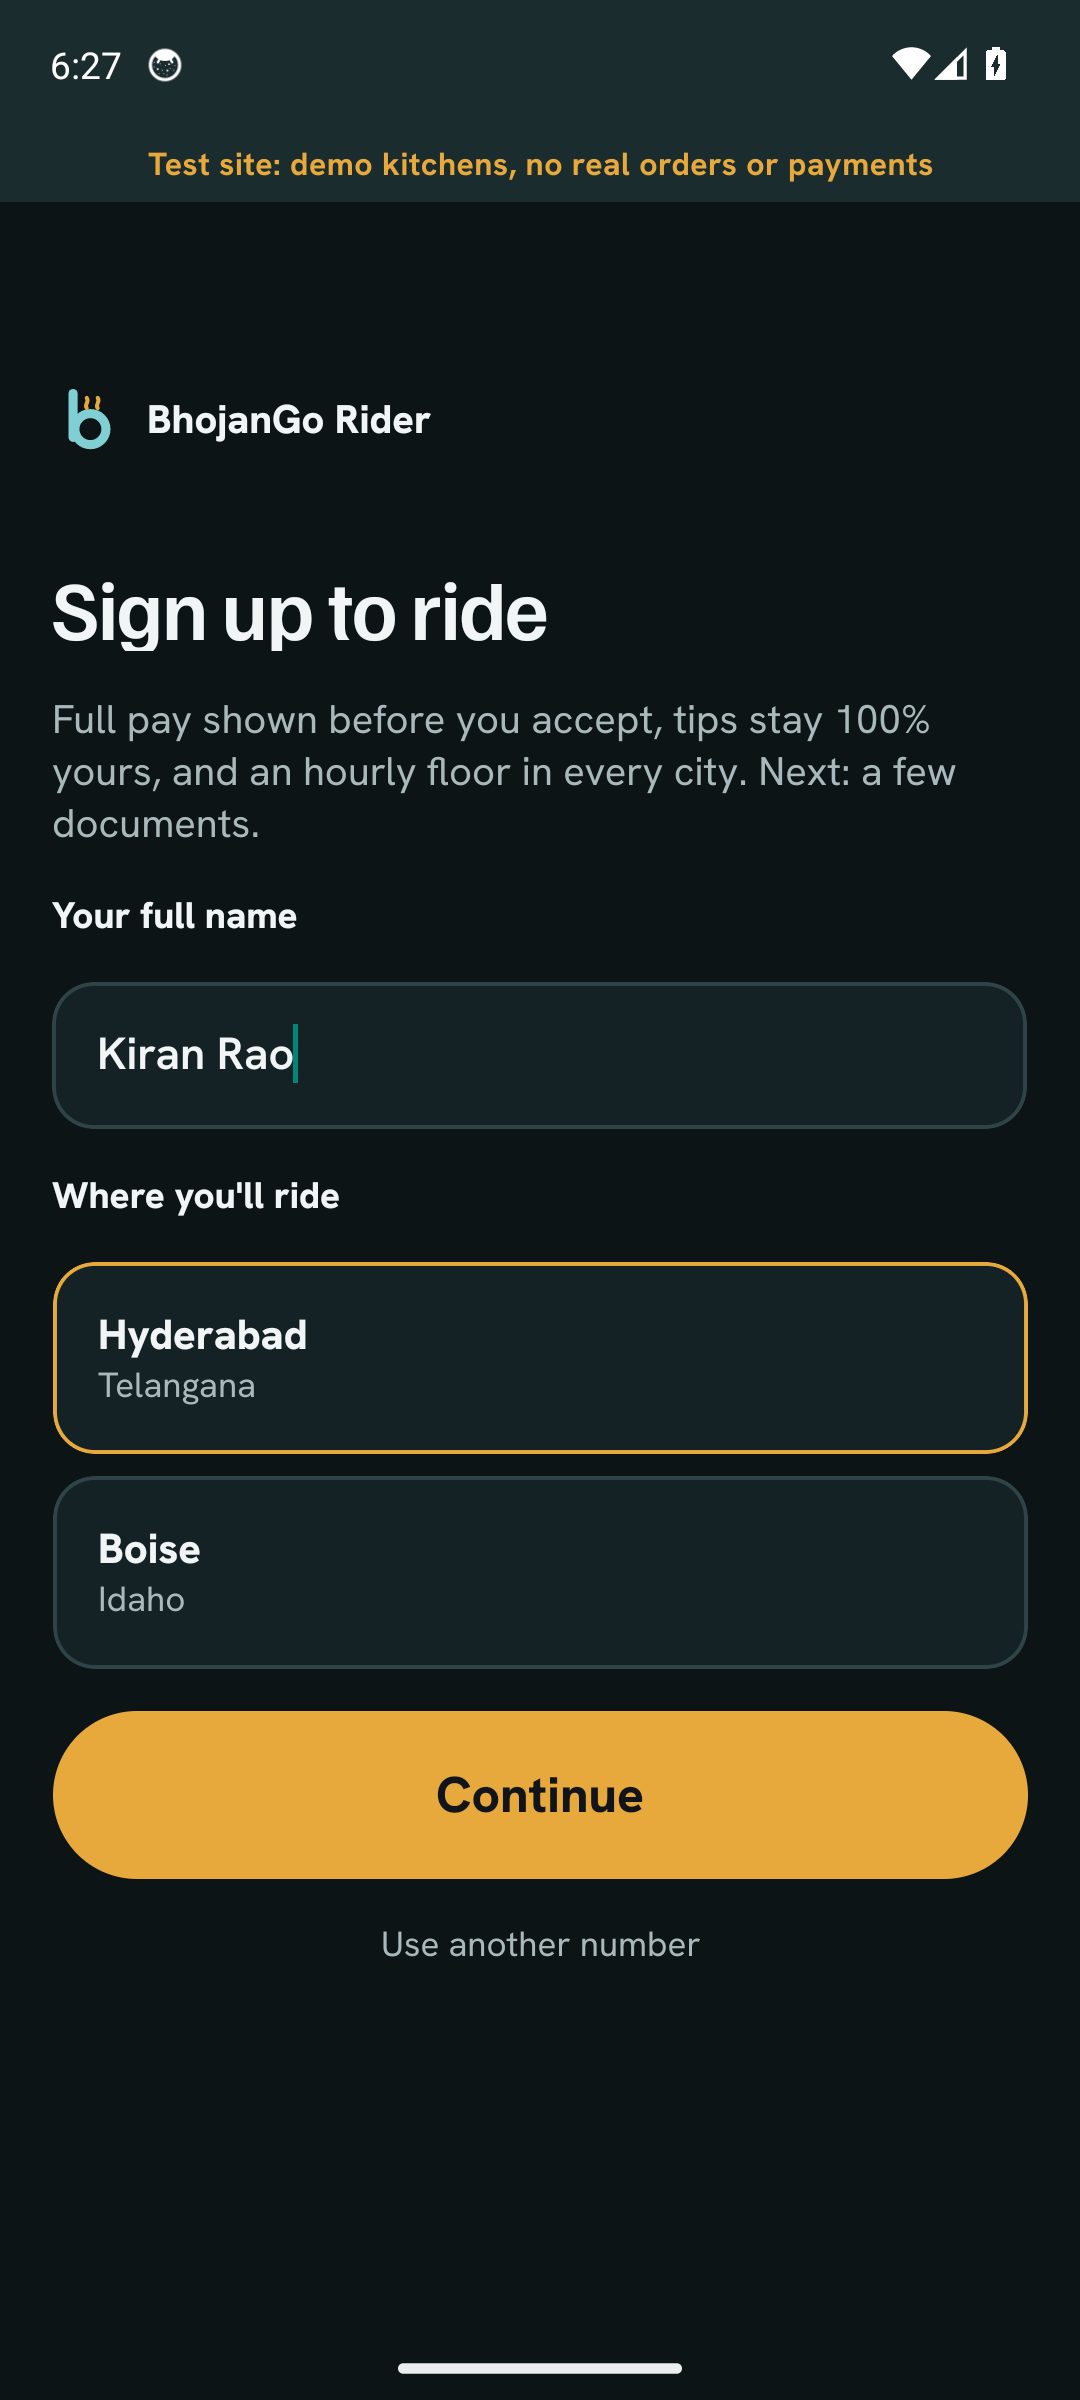 6:27
Test site: demo kitchens, no real orders or payments
BhojanGo Rider
Sign up to ride
Full pay shown before you accept, tips stay 100%
yours, and an hourly floor in every city. Next: a few
documents.
Your full name
Kiran Rao
Where you'll ride
Hyderabad
Telangana
Boise
Idaho
Continue
Use another number